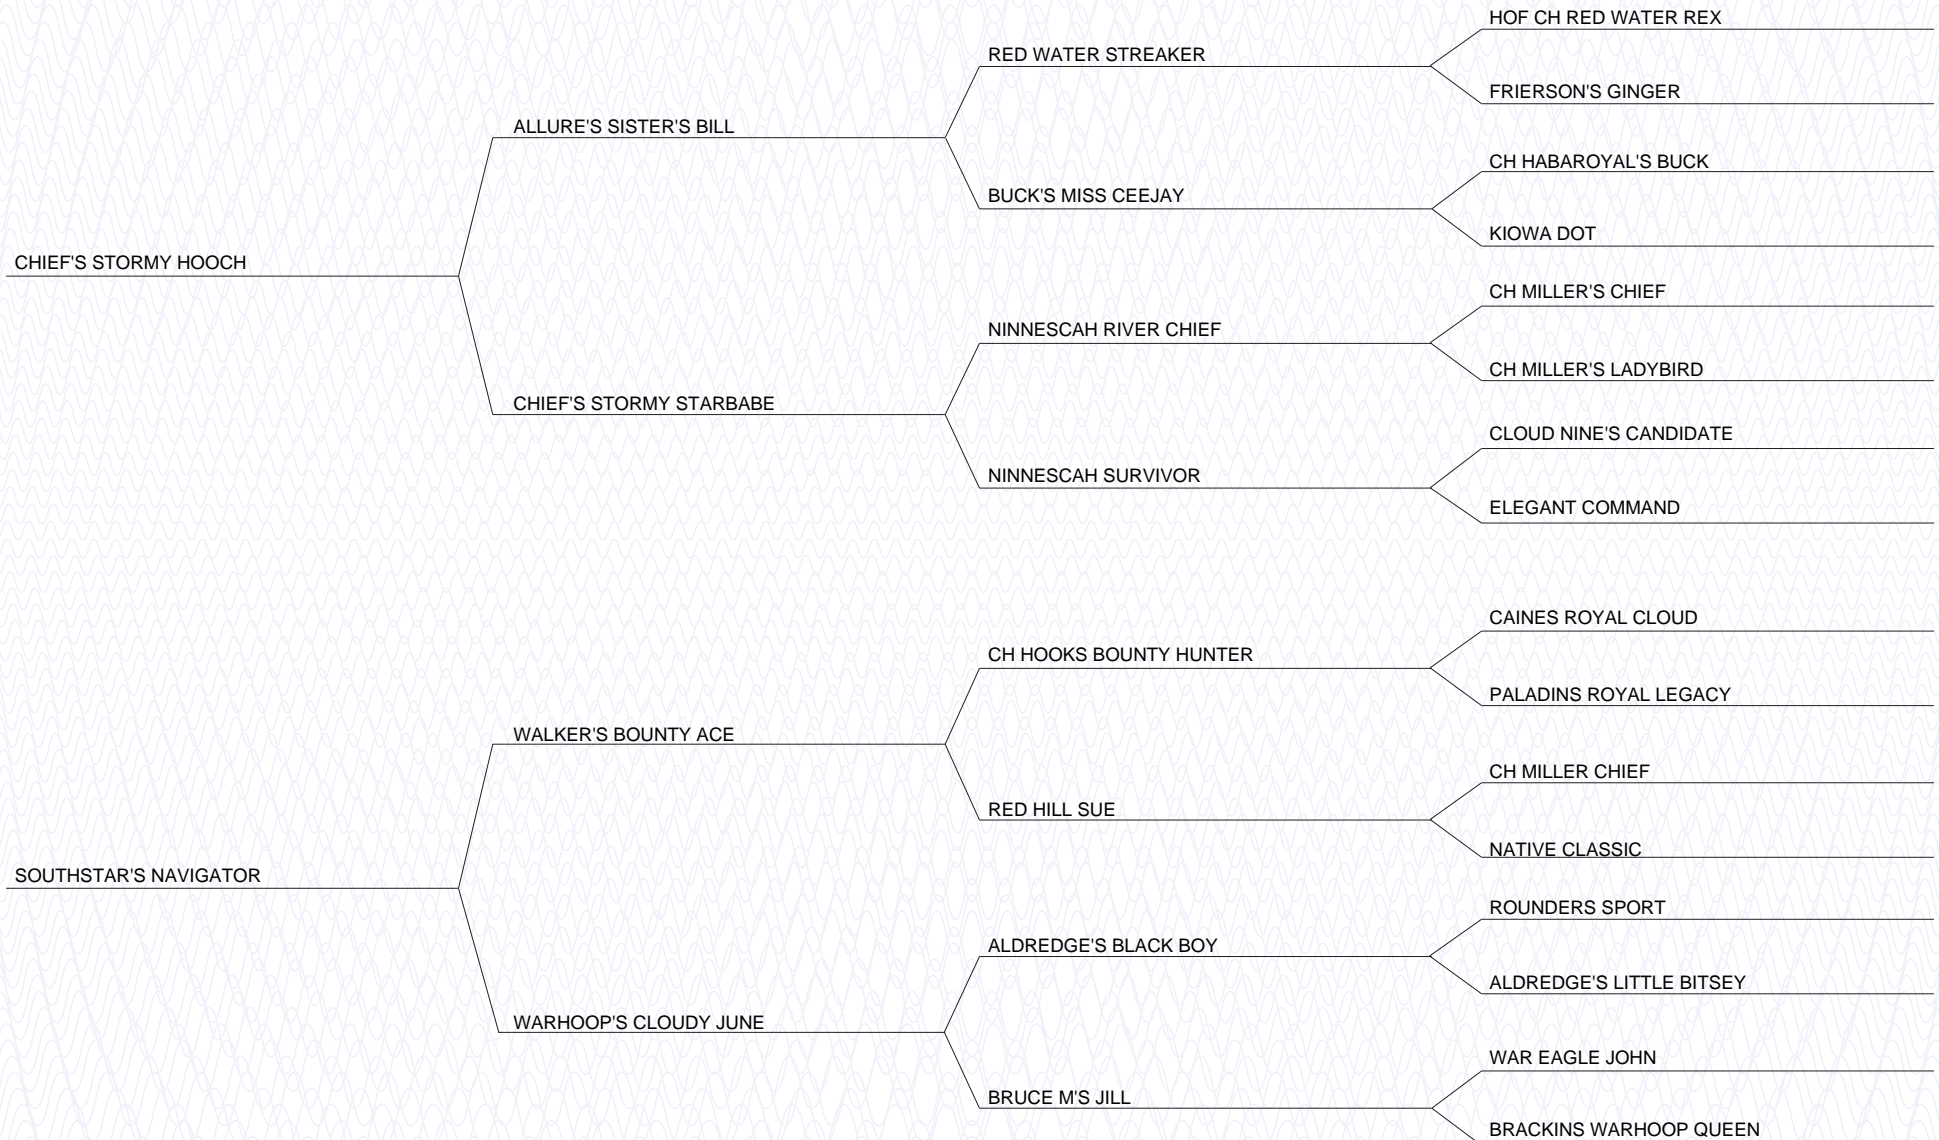 HOF CH RED WATER REX
RED WATER STREAKER
FRIERSON'S GINGER
ALLURE'S SISTER'S BILL
CH HABAROYAL'S BUCK
BUCK'S MISS CEEJAY
KIOWA DOT
CHIEF'S STORMY HOOCH
CH MILLER'S CHIEF
NINNESCAH RIVER CHIEF
CH MILLER'S LADYBIRD
CHIEF'S STORMY STARBABE
CLOUD NINE'S CANDIDATE
NINNESCAH SURVIVOR
ELEGANT COMMAND
CAINES ROYAL CLOUD
CH HOOKS BOUNTY HUNTER
PALADINS ROYAL LEGACY
WALKER'S BOUNTY ACE
CH MILLER CHIEF
RED HILL SUE
NATIVE CLASSIC
SOUTHSTAR'S NAVIGATOR
ROUNDERS SPORT
ALDREDGE'S BLACK BOY
ALDREDGE'S LITTLE BITSEY
WARHOOP'S CLOUDY JUNE
WAR EAGLE JOHN
BRUCE M'S JILL
BRACKINS WARHOOP QUEEN